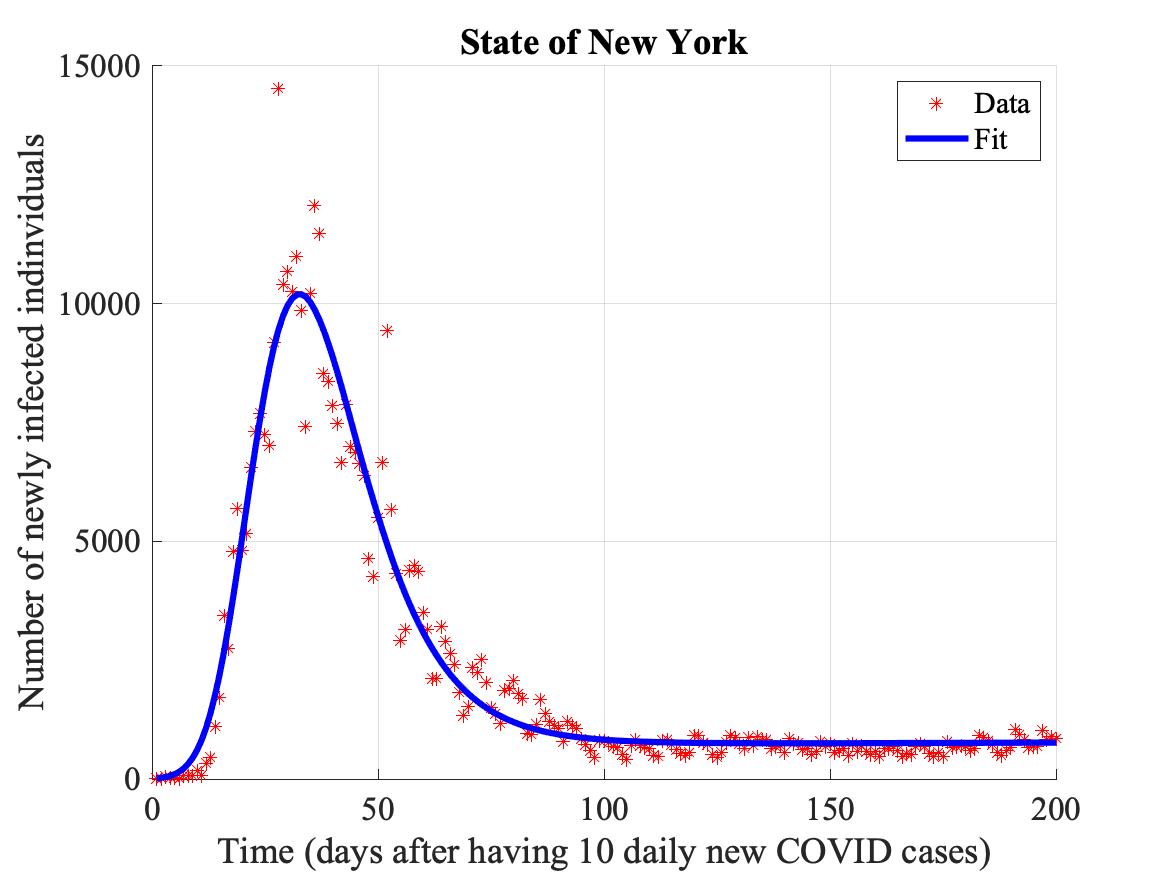 State of New York
15000
10000
5000
0
Number of newly infected indinviduals
Data
Fit
0 50 100 150 200
Time (days after having 10 daily new COVID cases)